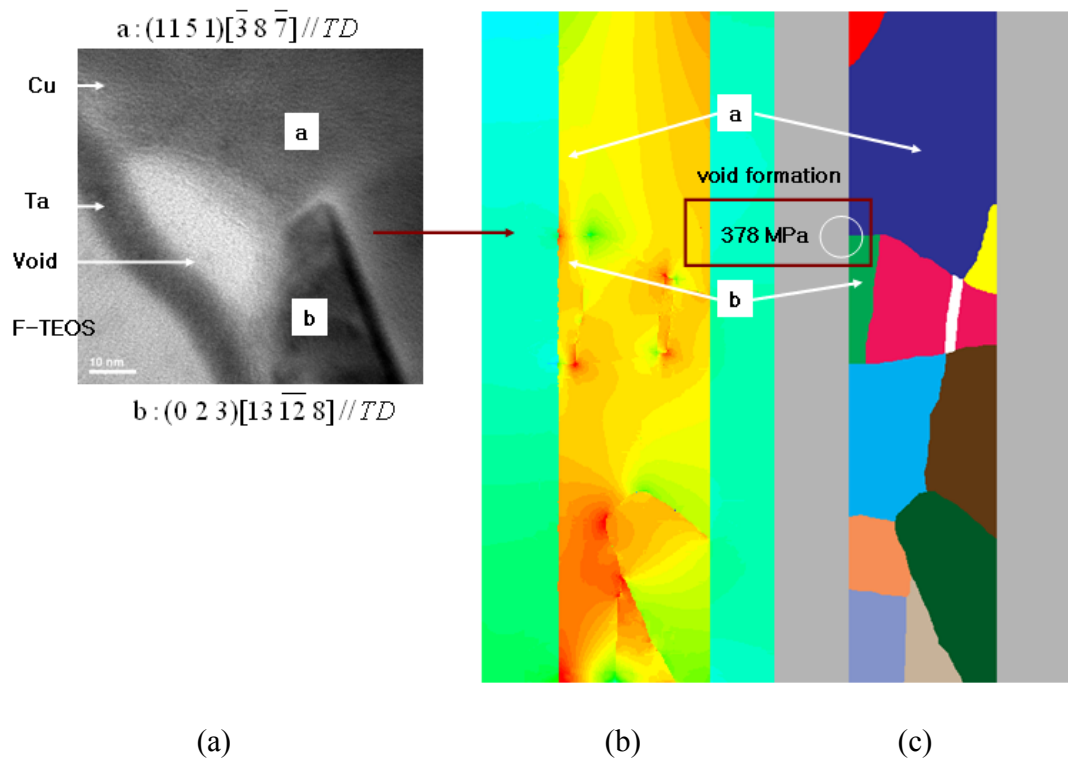 a : (11 5 1)[3̅ 8 7̅] // TD
Cu
a
Ta
Void
b
F-TEOS
10 nm
b : (0 2 3)[13 1̅2̅ 8] // TD
a
void formation
378 MPa
b
(a)
(b)
(c)